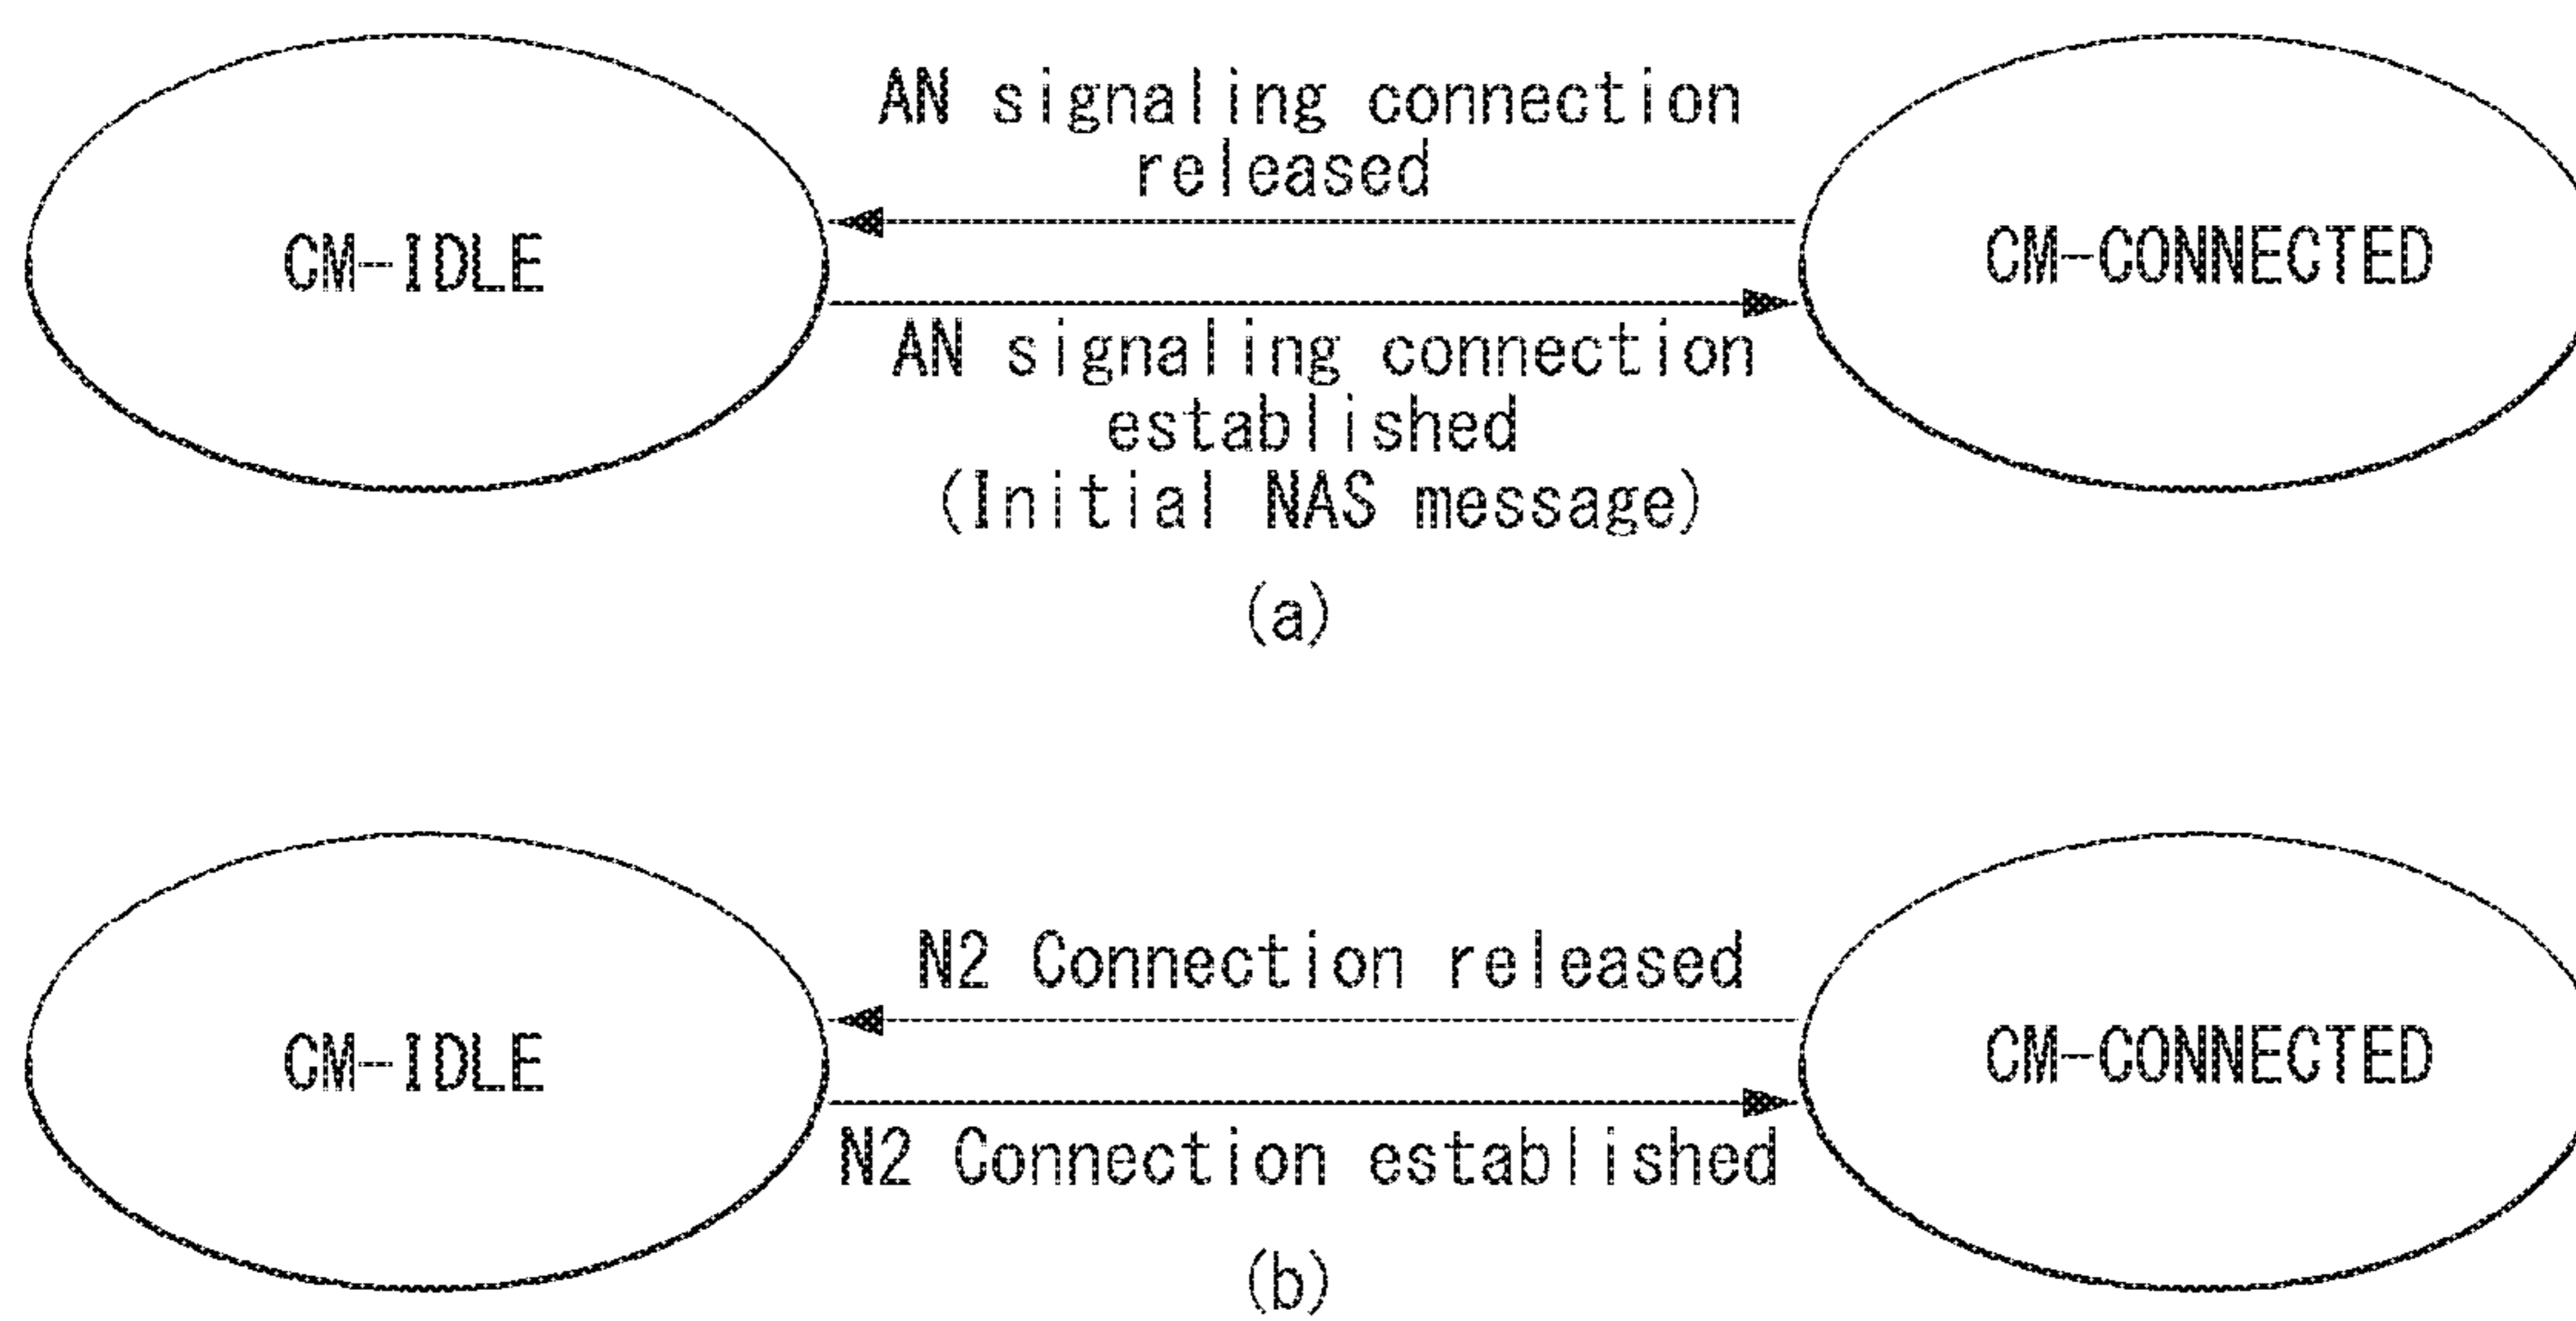 AN signaling connection
released
CM-IDLE
CM-CONNECTED
AN signaling connection
established
(Initial NAS message)
(a)
N2 Connection released
CM-IDLE
CM-CONNECTED
N2 Connection established
(b)